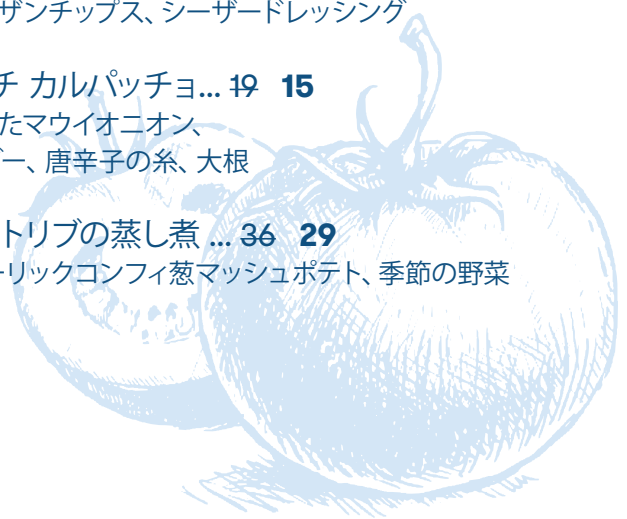 ザンチップス、シーザードレッシング
チ カルパッチョ... 19 15
たマウイオニオン、
ー、唐辛子の糸、大根
トリブの蒸し煮 ... 36 29
ーリックコンフィ葱マッシュポテト、季節の野菜